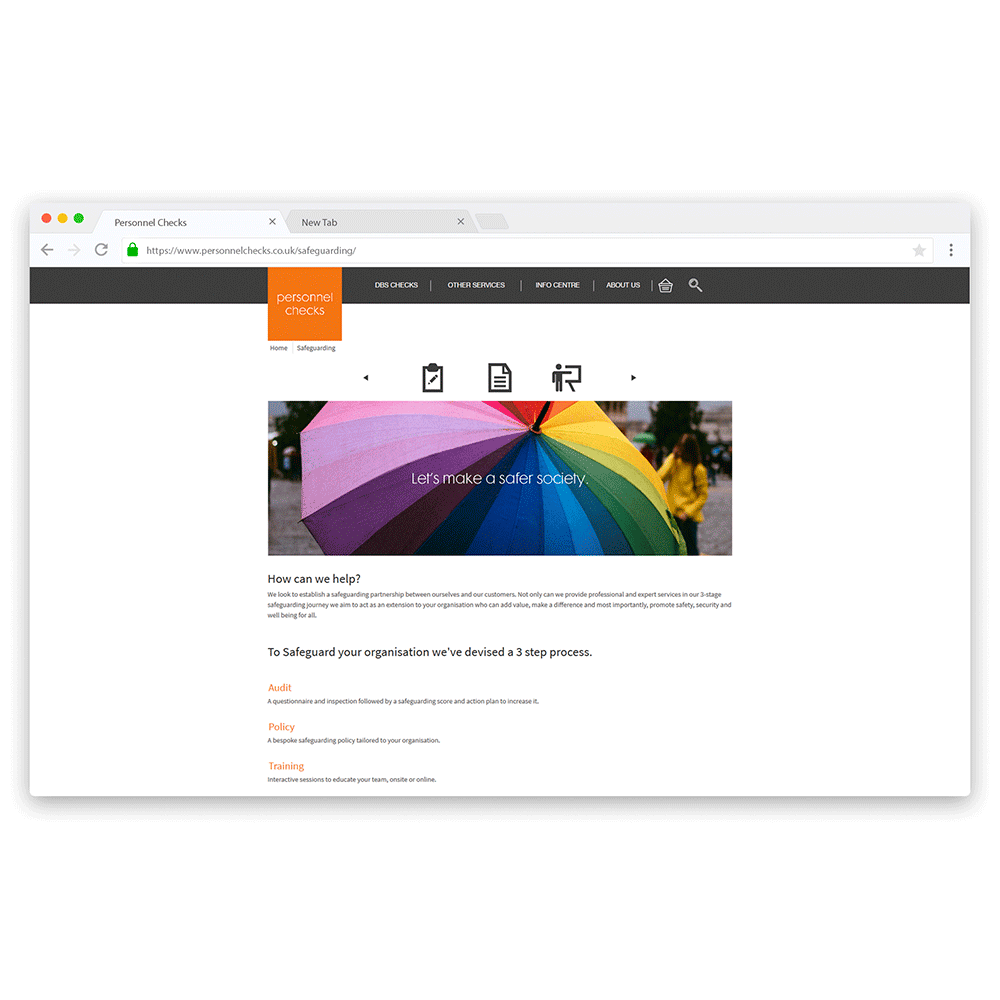 Personnel Checks
New Tab
https://www.personnelchecks.co.uk/safeguarding/
personnel
checks
DBS CHECKS
OTHER SERVICES
INFO CENTRE
ABOUT US
Home
Safeguarding
Let's make a safer society.
How can we help?
We look to establish a safeguarding partnership between ourselves and our customers. Not only can we provide professional and expert services in our 3-stage
safeguarding journey we aim to act as an extension to your organisation who can add value, make a difference and most importantly, promote safety, security and
well being for all.
To Safeguard your organisation we've devised a 3 step process.
Audit
A questionnaire and inspection followed by a safeguarding score and action plan to increase it.
Policy
A bespoke safeguarding policy tailored to your organisation.
Training
Interactive sessions to educate your team, onsite or online.